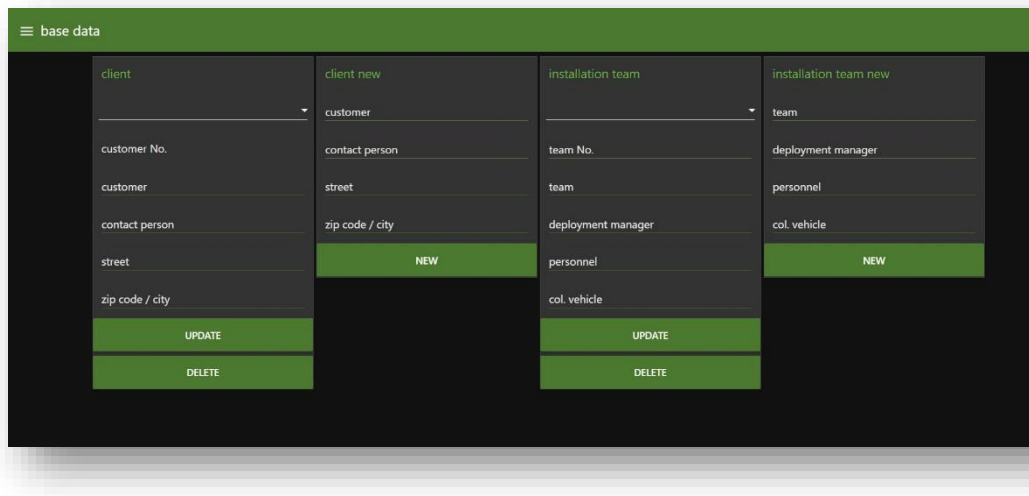 base data
client
customer No.
customer
contact person
street
zip code / city
UPDATE
DELETE
client new
customer
contact person
street
zip code / city
NEW
installation team
team No.
team
deployment manager
personnel
col. vehicle
UPDATE
DELETE
installation team new
team
deployment manager
personnel
col. vehicle
NEW